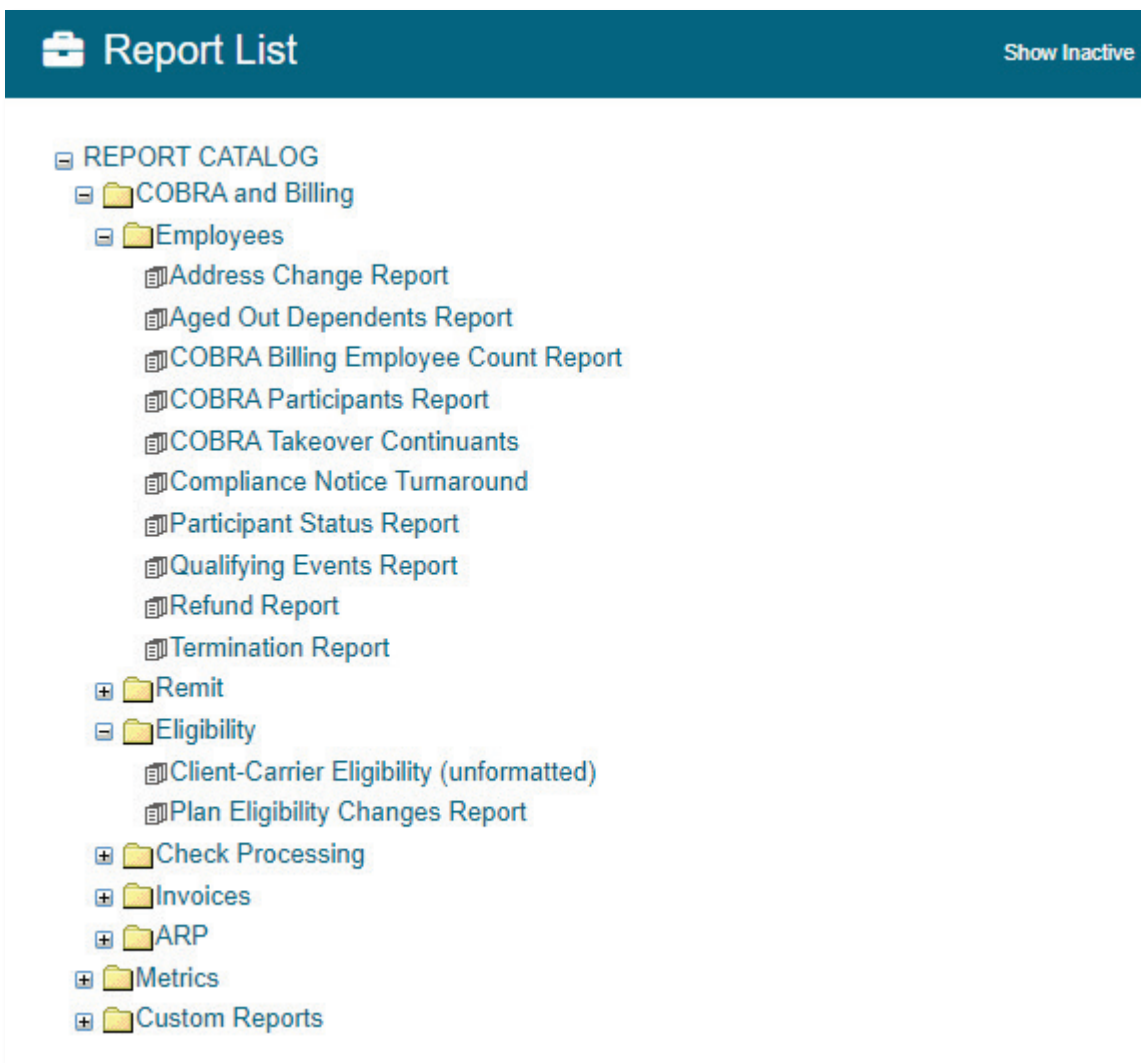 Report List
Show Inactive
REPORT CATALOG
COBRA and Billing
Employees
Address Change Report
Aged Out Dependents Report
COBRA Billing Employee Count Report
COBRA Participants Report
COBRA Takeover Continuants
Compliance Notice Turnaround
Participant Status Report
Qualifying Events Report
Refund Report
Termination Report
Remit
Eligibility
Client-Carrier Eligibility (unformatted)
Plan Eligibility Changes Report
Check Processing
Invoices
ARP
Metrics
Custom Reports